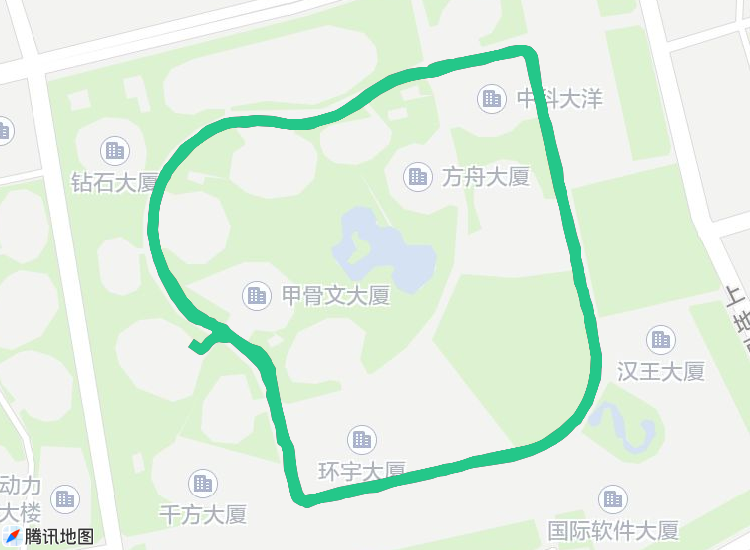 中科大洋
方舟大厦
钻石大厦
甲骨文大厦
上地
汉王大厦
环宇大厦
动力
大楼
千方大厦
国际软件大厦
腾讯地图